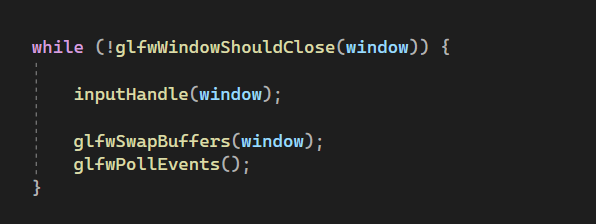 while (!glfwWindowShouldClose(window)) {
inputHandle(window);
glfwSwapBuffers(window);
glfwPollEvents();
}